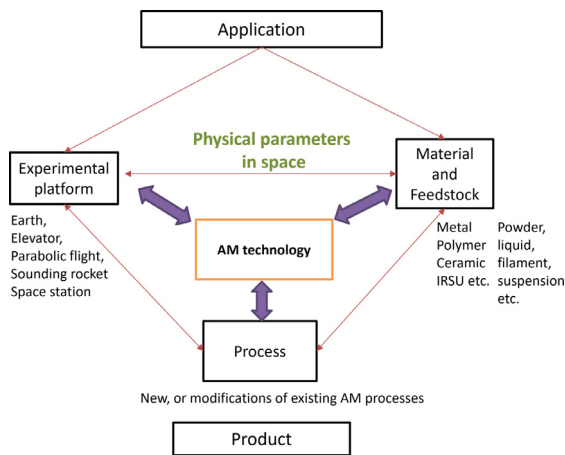 Application
Physical parameters
in space
Experimental
platform
Material
and
Feedstock
Earth,
Elevator,
Parabolic flight,
Sounding rocket
Space station
AM technology
Metal
Polymer
Ceramic
IRSU etc.
Powder,
liquid,
filament,
suspension
etc.
Process
New, or modifications of existing AM processes
Product